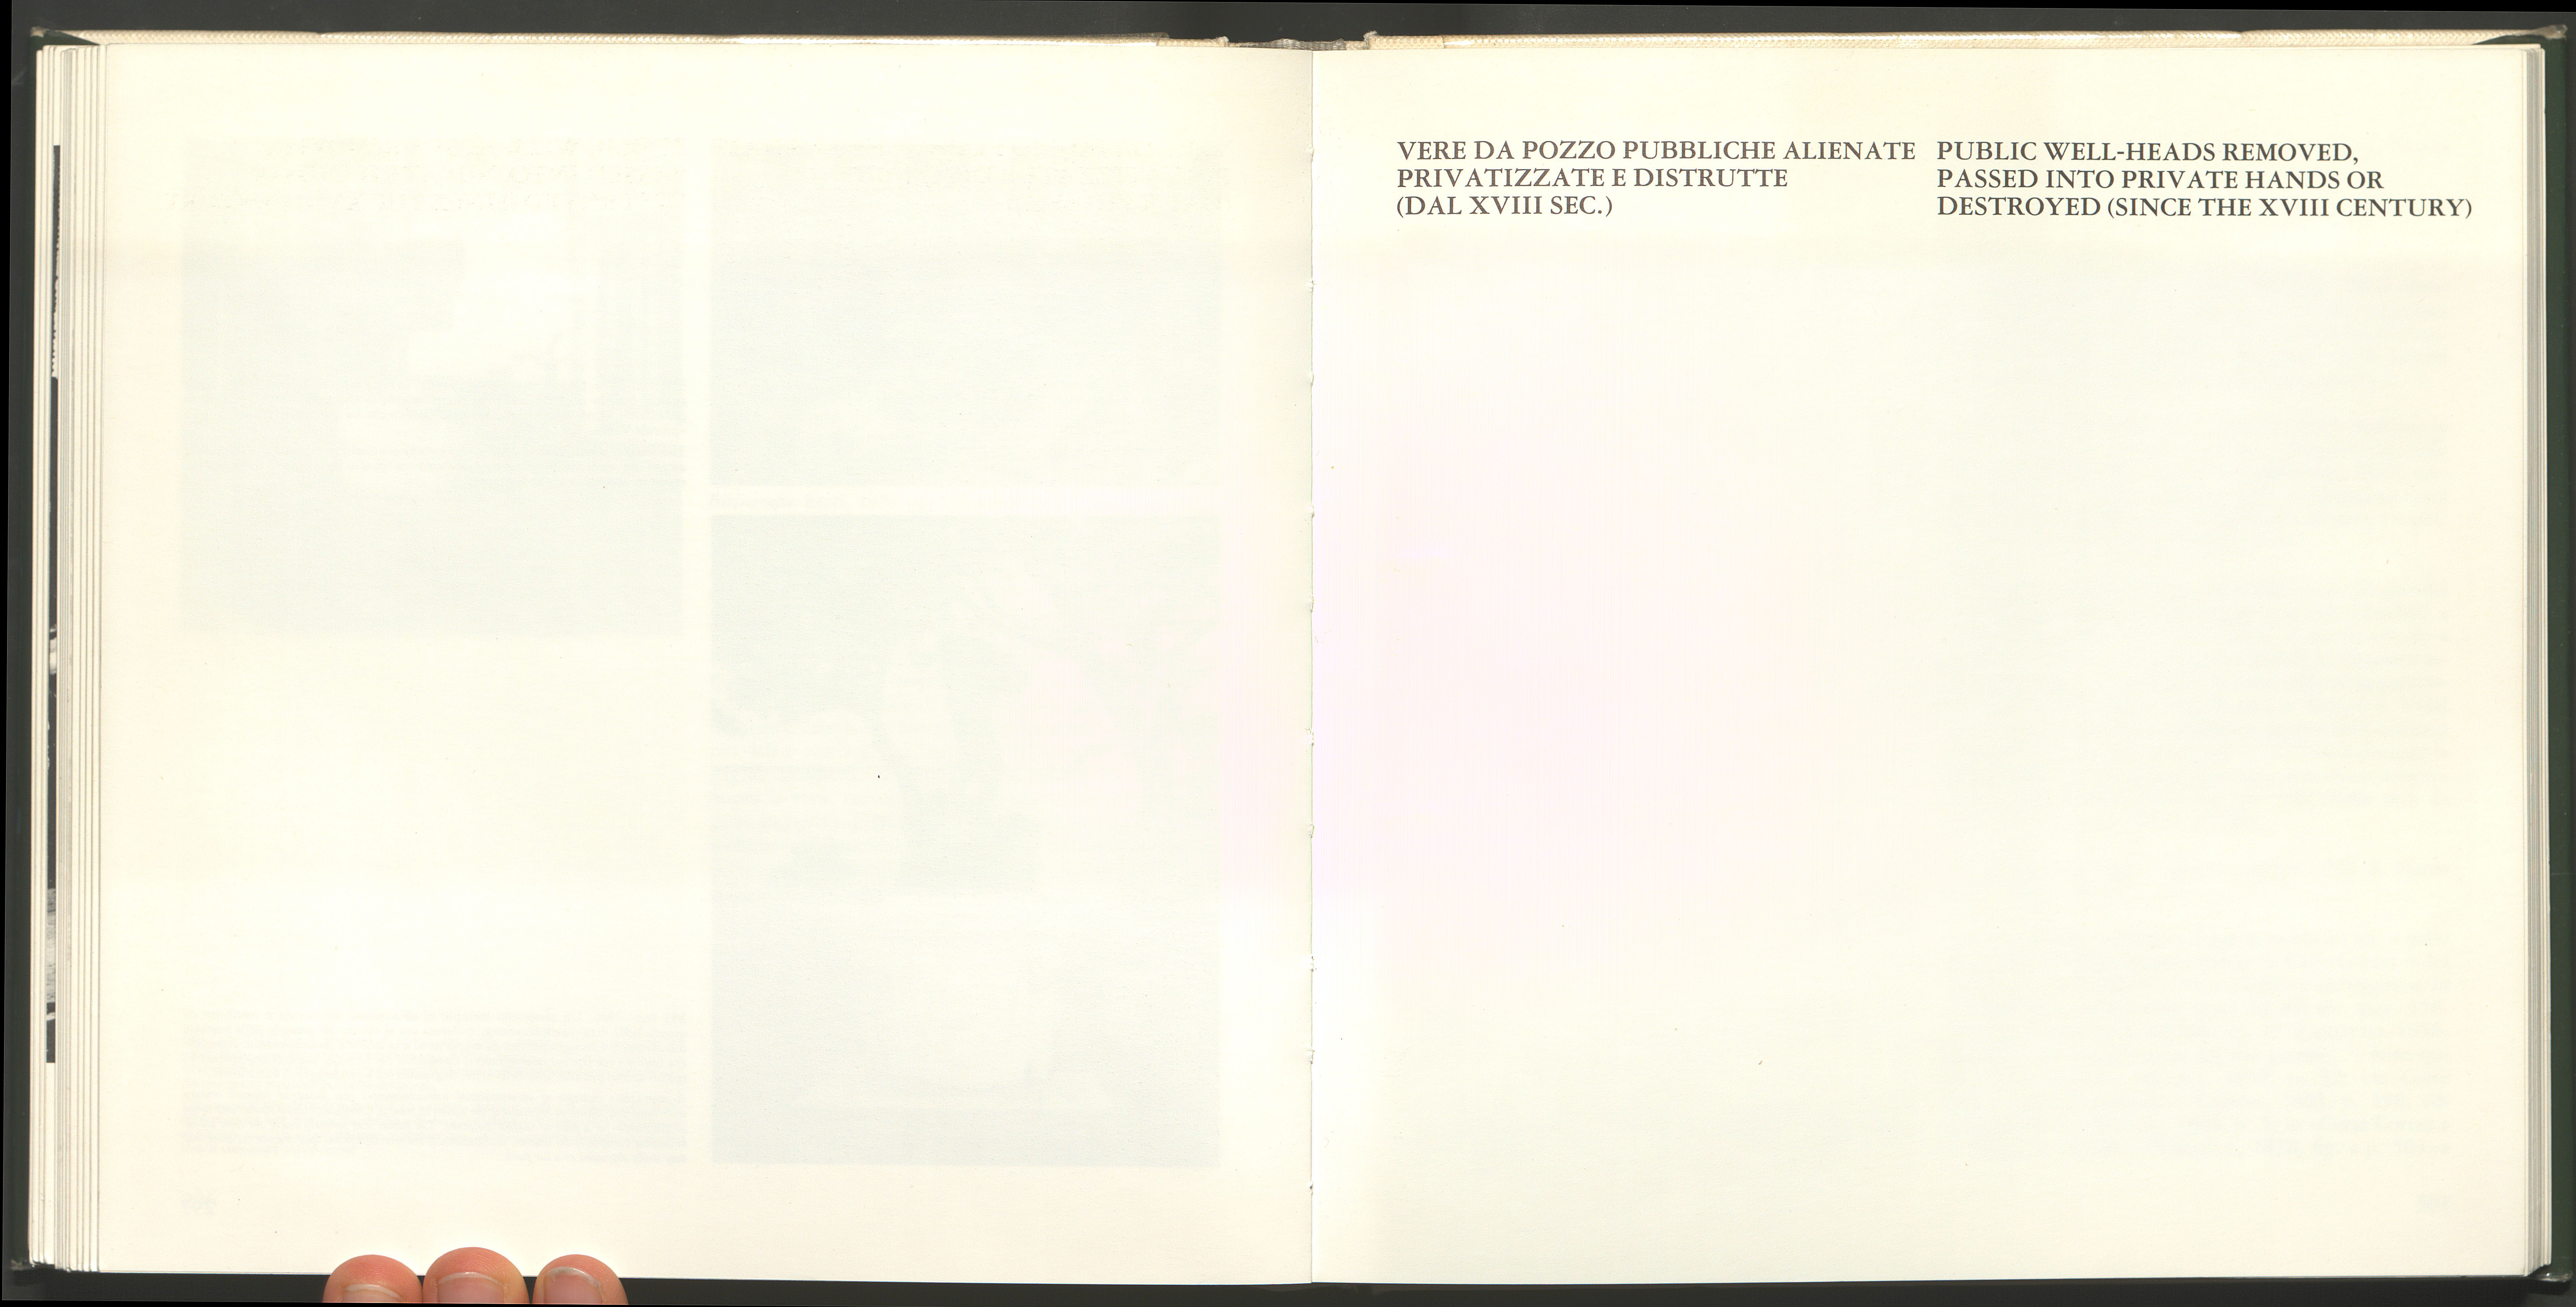 VERE DA POZZO PUBBLICHE ALIENATE
PRIVATIZZATE E DISTRUTTE
(DAL XVIII SEC.)
PUBLIC WELL-HEADS REMOVED,
PASSED INTO PRIVATE HANDS OR
DESTROYED (SINCE THE XVIII CENTURY)